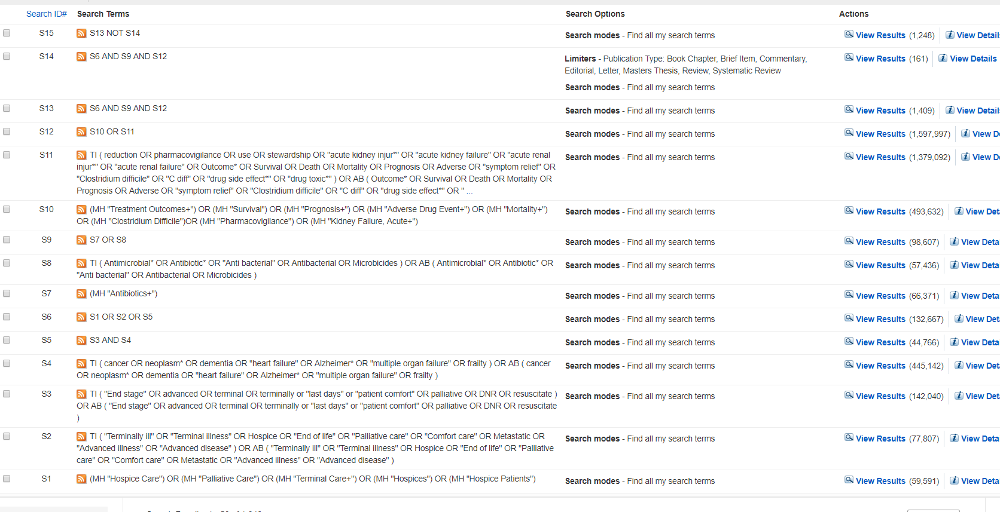 Search ID# Search Terms Search Options Actions
S15 S13 NOT S14 Search modes - Find all my search terms View Results (1,248) View Detail
S14 S6 AND S9 AND S12 Limiters - Publication Type: Book Chapter, Brief Item, Commentary, View Results (161) View Details
Editorial, Letter, Masters Thesis, Review, Systematic Review
Search modes - Find all my search terms
S13 S6 AND S9 AND S12 Search modes - Find all my search terms View Results (1,409) View Detail
S12 S10 OR S11 Search modes - Find all my search terms View Results (1,597,997) View D
S11 TI ( reduction OR pharmacovigilance OR use OR stewardship OR "acute kidney injur*" OR "acute kidney failure" OR "acute renal Search modes - Find all my search terms View Results (1,379,092) View D
injur*" OR "acute renal failure" OR Outcome* OR Survival OR Death OR Mortality OR Prognosis OR Adverse OR "symptom relief" OR
"Clostridium difficile" OR "C diff" OR "drug side effect*" OR "drug toxic*" ) OR AB ( Outcome* OR Survival OR Death OR Mortality OR
Prognosis OR Adverse OR "symptom relief" OR "Clostridium difficile" OR "C diff" OR "drug side effect*" OR " ...
S10 (MH "Treatment Outcomes+") OR (MH "Survival") OR (MH "Prognosis+") OR (MH "Adverse Drug Event+") OR (MH "Mortality+") Search modes - Find all my search terms View Results (493,632) View Det
OR (MH "Clostridium Difficile")OR (MH "Pharmacovigilance") OR (MH "Kidney Failure, Acute+")
S9 S7 OR S8 Search modes - Find all my search terms View Results (98,607) View Deta
S8 TI ( Antimicrobial* OR Antibiotic* OR "Anti bacterial" OR Antibacterial OR Microbicides ) OR AB ( Antimicrobial* OR Antibiotic* OR Search modes - Find all my search terms View Results (57,436) View Deta
"Anti bacterial" OR Antibacterial OR Microbicides )
S7 (MH "Antibiotics+") Search modes - Find all my search terms View Results (66,371) View Deta
S6 S1 OR S2 OR S5 Search modes - Find all my search terms View Results (132,667) View Det
S5 S3 AND S4 Search modes - Find all my search terms View Results (44,766) View Deta
S4 TI ( cancer OR neoplasm* OR dementia OR "heart failure" OR Alzheimer* OR "multiple organ failure" OR frailty ) OR AB ( cancer Search modes - Find all my search terms View Results (445,142) View Det
OR neoplasm* OR dementia OR "heart failure" OR Alzheimer* OR "multiple organ failure" OR frailty )
S3 TI ( "End stage" OR advanced OR terminal OR terminally or "last days" or "patient comfort" OR palliative OR DNR OR resuscitate ) Search modes - Find all my search terms View Results (142,040) View Det
OR AB ( "End stage" OR advanced OR terminal OR terminally or "last days" or "patient comfort" OR palliative OR DNR OR resuscitate
)
S2 TI ( "Terminally ill" OR "Terminal illness" OR Hospice OR "End of life" OR "Palliative care" OR "Comfort care" OR Metastatic OR Search modes - Find all my search terms View Results (77,807) View Deta
"Advanced illness" OR "Advanced disease" ) OR AB ( "Terminally ill" OR "Terminal illness" OR Hospice OR "End of life" OR "Palliative
care" OR "Comfort care" OR Metastatic OR "Advanced illness" OR "Advanced disease" )
S1 (MH "Hospice Care") OR (MH "Palliative Care") OR (MH "Terminal Care+") OR (MH "Hospices") OR (MH "Hospice Patients") Search modes - Find all my search terms View Results (59,591) View Deta